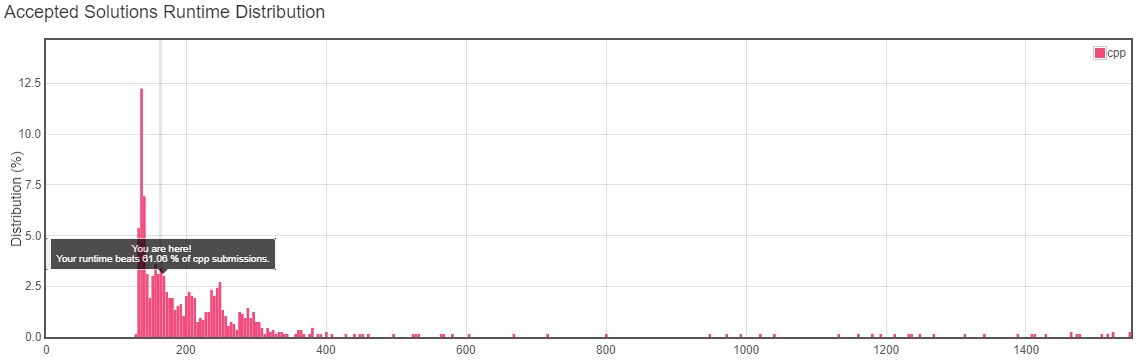 Accepted Solutions Runtime Distribution
cpp
12.5
10.0
7.5
5.0
2.5
0.0
Distribution (%)
You are here!
Your runtime beats 61.06 % of cpp submissions.
0 200 400 600 800 1000 1200 1400